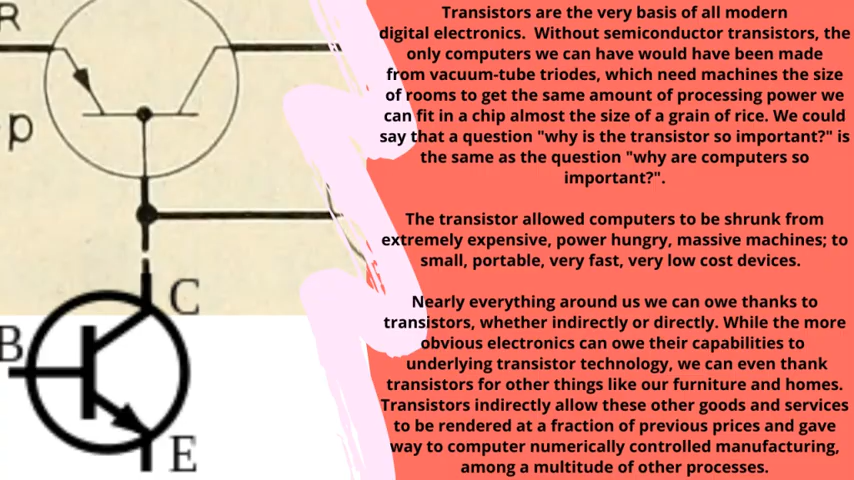 R
p
C
B
E
Transistors are the very basis of all modern
digital electronics. Without semiconductor transistors, the
only computers we can have would have been made
from vacuum-tube triodes, which need machines the size
of rooms to get the same amount of processing power we
can fit in a chip almost the size of a grain of rice. We could
say that a question "why is the transistor so important?" is
the same as the question "why are computers so
important?".
The transistor allowed computers to be shrunk from
extremely expensive, power hungry, massive machines; to
small, portable, very fast, very low cost devices.
Nearly everything around us we can owe thanks to
transistors, whether indirectly or directly. While the more
obvious electronics can owe their capabilities to
underlying transistor technology, we can even thank
transistors for other things like our furniture and homes.
Transistors indirectly allow these other goods and services
to be rendered at a fraction of previous prices and gave
way to computer numerically controlled manufacturing,
among a multitude of other processes.